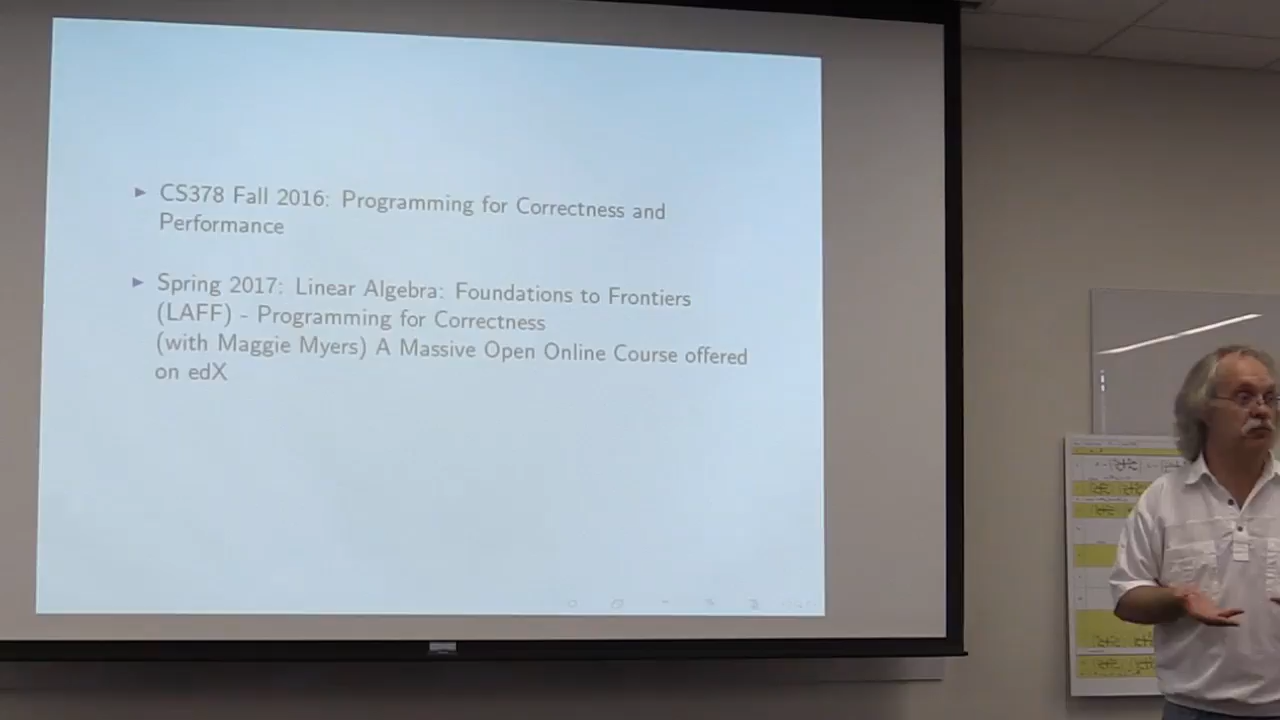 ► CS378 Fall 2016: Programming for Correctness and
Performance
► Spring 2017: Linear Algebra: Foundations to Frontiers
(LAFF) - Programming for Correctness
(with Maggie Myers) A Massive Open Online Course offered
on edX